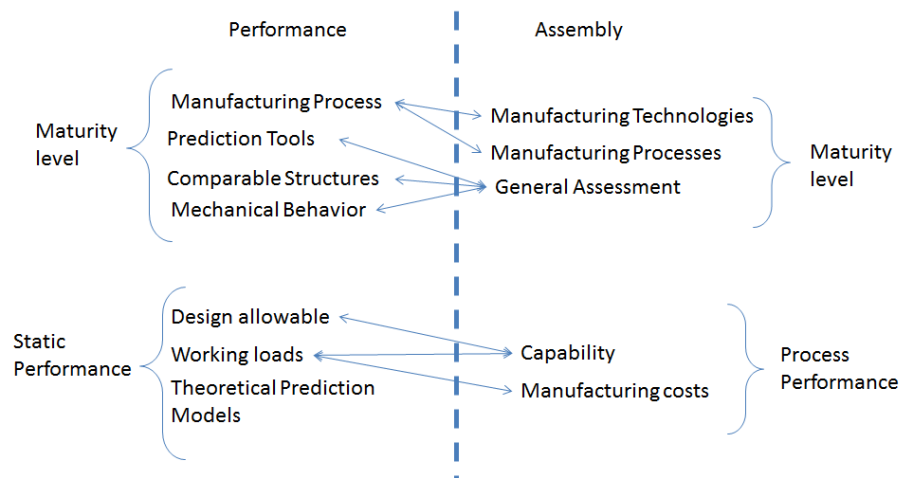 Performance
Assembly
Maturity
level
Manufacturing Process
Prediction Tools
Comparable Structures
Mechanical Behavior
Manufacturing Technologies
Manufacturing Processes
General Assessment
Maturity
level
Static
Performance
Design allowable
Working loads
Theoretical Prediction
Models
Capability
Manufacturing costs
Process
Performance